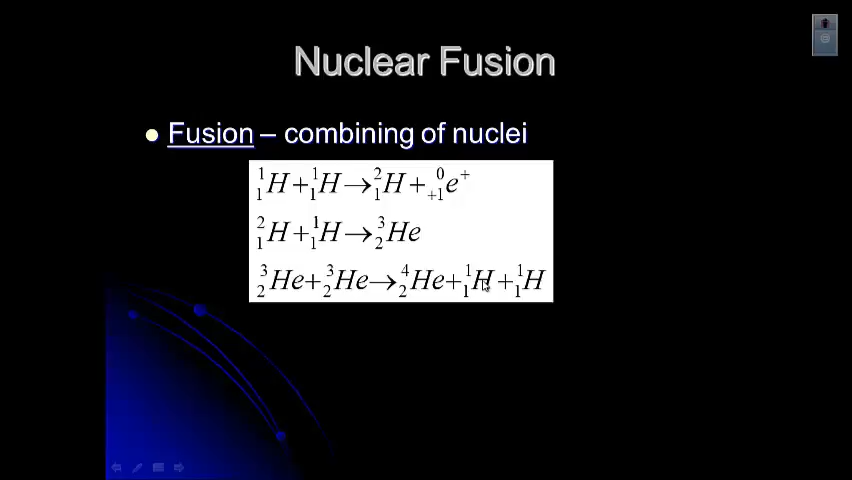 Nuclear Fusion
Fusion – combining of nuclei
¹₁H + ¹₁H → ²₁H + ⁰₊₁e⁺
²₁H + ¹₁H → ³₂He
³₂He + ³₂He → ⁴₂He + ¹₁H + ¹₁H